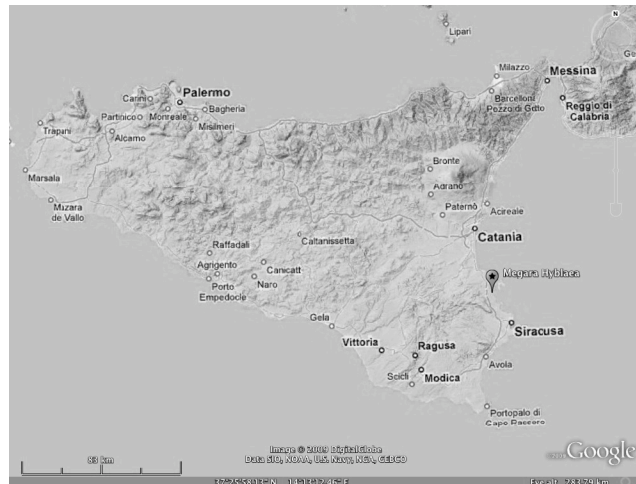 N
Lipari
Milazzo
Messina
Barcellona
Pozzo di Gotto
Reggio di
Calabria
Carini
Palermo
Bagheria
Partinico
Monreale
Misilmeri
Trapani
Alcamo
Bronte
Marsala
Adrano
Mazara
de Vallo
Paternò
Acireale
Catania
Raffadali
Caltanissetta
Agrigento
Canicatt
Porto
Empedocle
Naro
Megara Hyblaea
Gela
Siracusa
Vittoria
Ragusa
Avola
Scicli
Modica
Portopalo di
Capo Passero
83 km
Image © 2009 DigitalGlobe
Data SIO, NOAA, U.S. Navy, NGA, GEBCO
Google